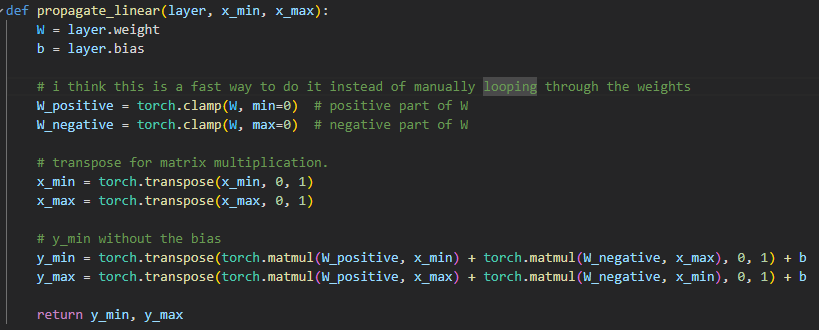 def propagate_linear(layer, x_min, x_max):
    W = layer.weight
    b = layer.bias

    # i think this is a fast way to do it instead of manually looping through the weights
    W_positive = torch.clamp(W, min=0)  # positive part of W
    W_negative = torch.clamp(W, max=0)  # negative part of W

    # transpose for matrix multiplication.
    x_min = torch.transpose(x_min, 0, 1)
    x_max = torch.transpose(x_max, 0, 1)

    # y_min without the bias
    y_min = torch.transpose(torch.matmul(W_positive, x_min) + torch.matmul(W_negative, x_max), 0, 1) + b
    y_max = torch.transpose(torch.matmul(W_positive, x_max) + torch.matmul(W_negative, x_min), 0, 1) + b

    return y_min, y_max